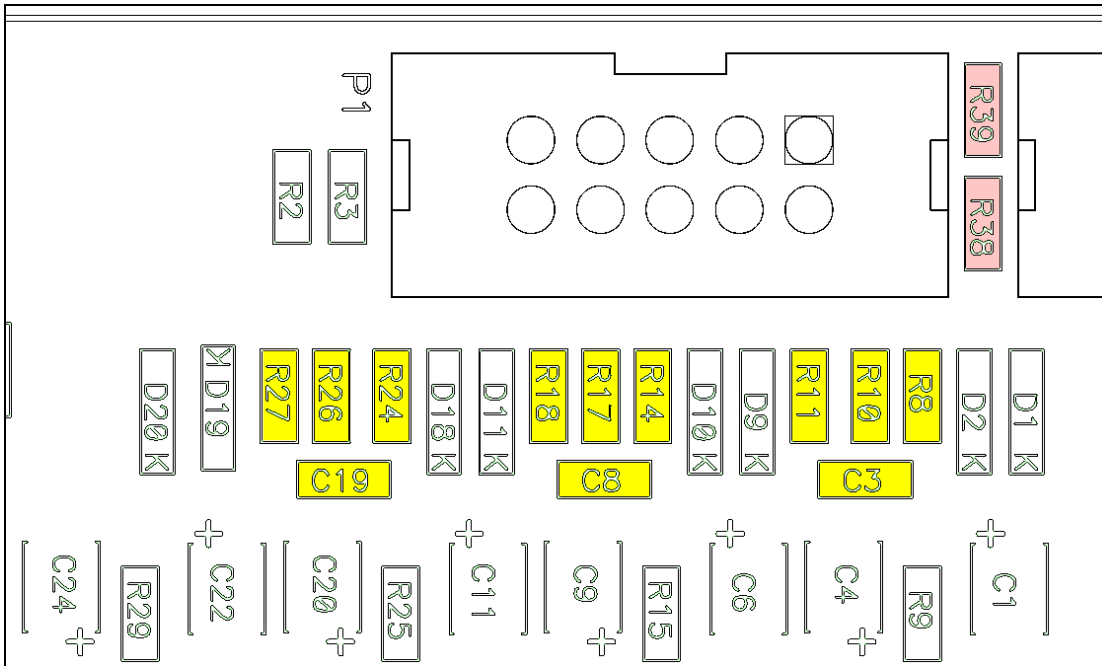 P1
R39
R2
R3
R38
D20 K
K D19
R27
R26
R24
D18 K
D11 K
R18
R17
R14
D10 K
D9 K
R11
R10
R8
D2 K
D1 K
C19
C8
C3
+
+
+
+
C24
R29
C22
C20
R25
C11
C9
R15
C6
C4
R9
C1
+
+
+
+